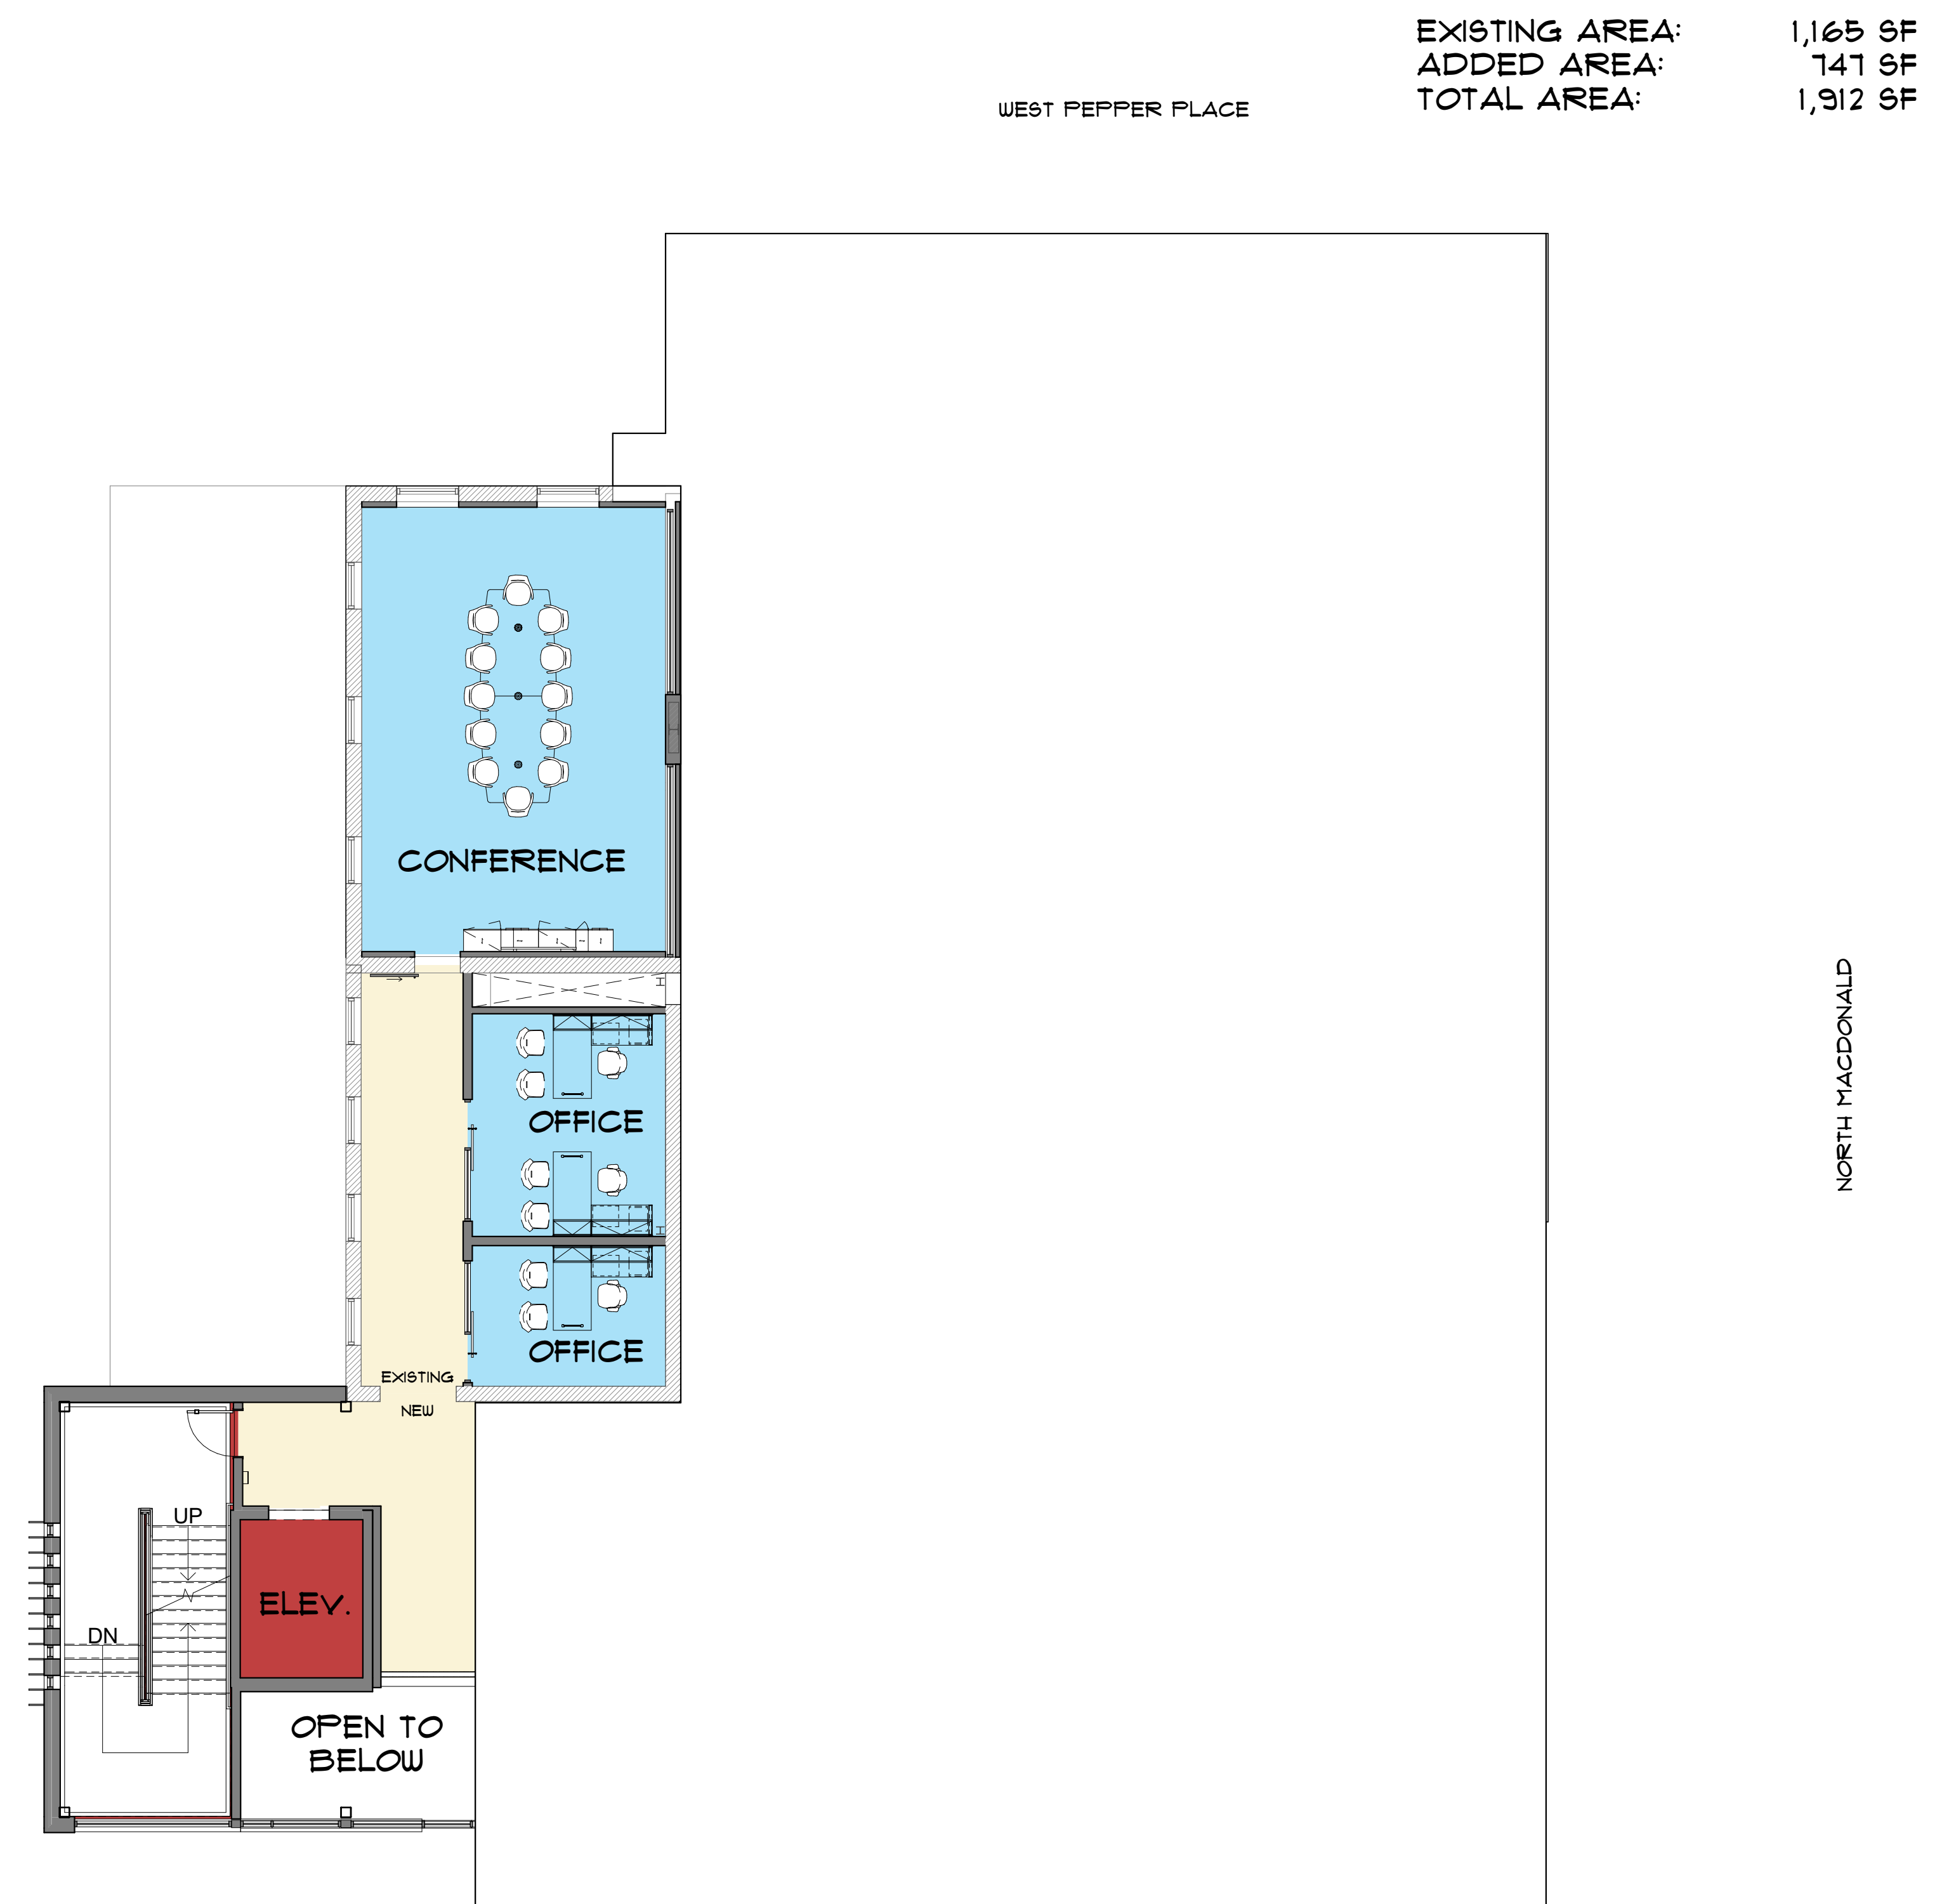 EXISTING AREA: 1,165 SF
ADDED AREA: 747 SF
TOTAL AREA: 1,912 SF
WEST PEPPER PLACE
CONFERENCE
H
OFFICE
H
OFFICE
NORTH MACDONALD
EXISTING
NEW
UP
ELEV.
DN
OPEN TO
BELOW